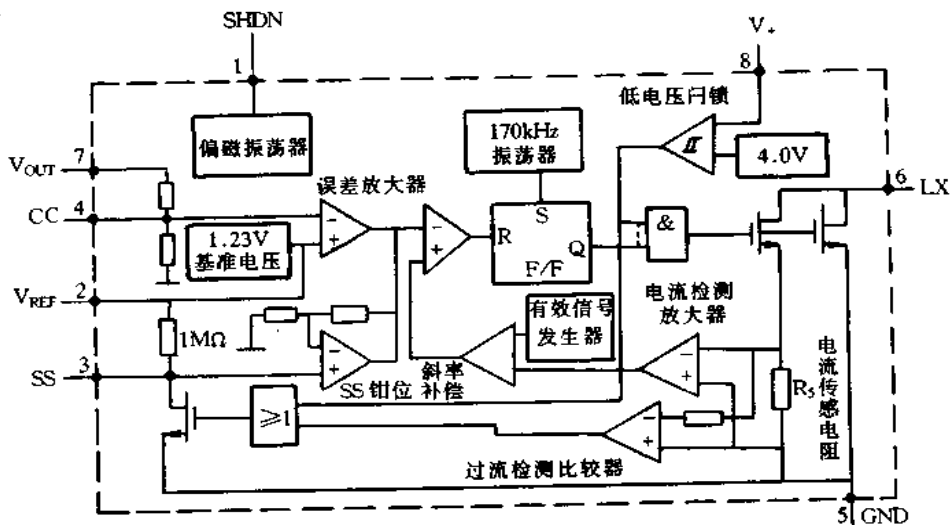 SHDN
1
V+
8
低电压闩锁
偏磁振荡器
170kHz
振荡器
4.0V
VOUT
7
误差放大器
6
LX
CC
4
S
R
Q
F/F
&
1.23V
基准电压
VREF
2
有效信号
发生器
电流检测
放大器
1MΩ
SS
3
SS钳位
斜率
补偿
R5
电流传感电阻
≥1
过流检测比较器
5
GND